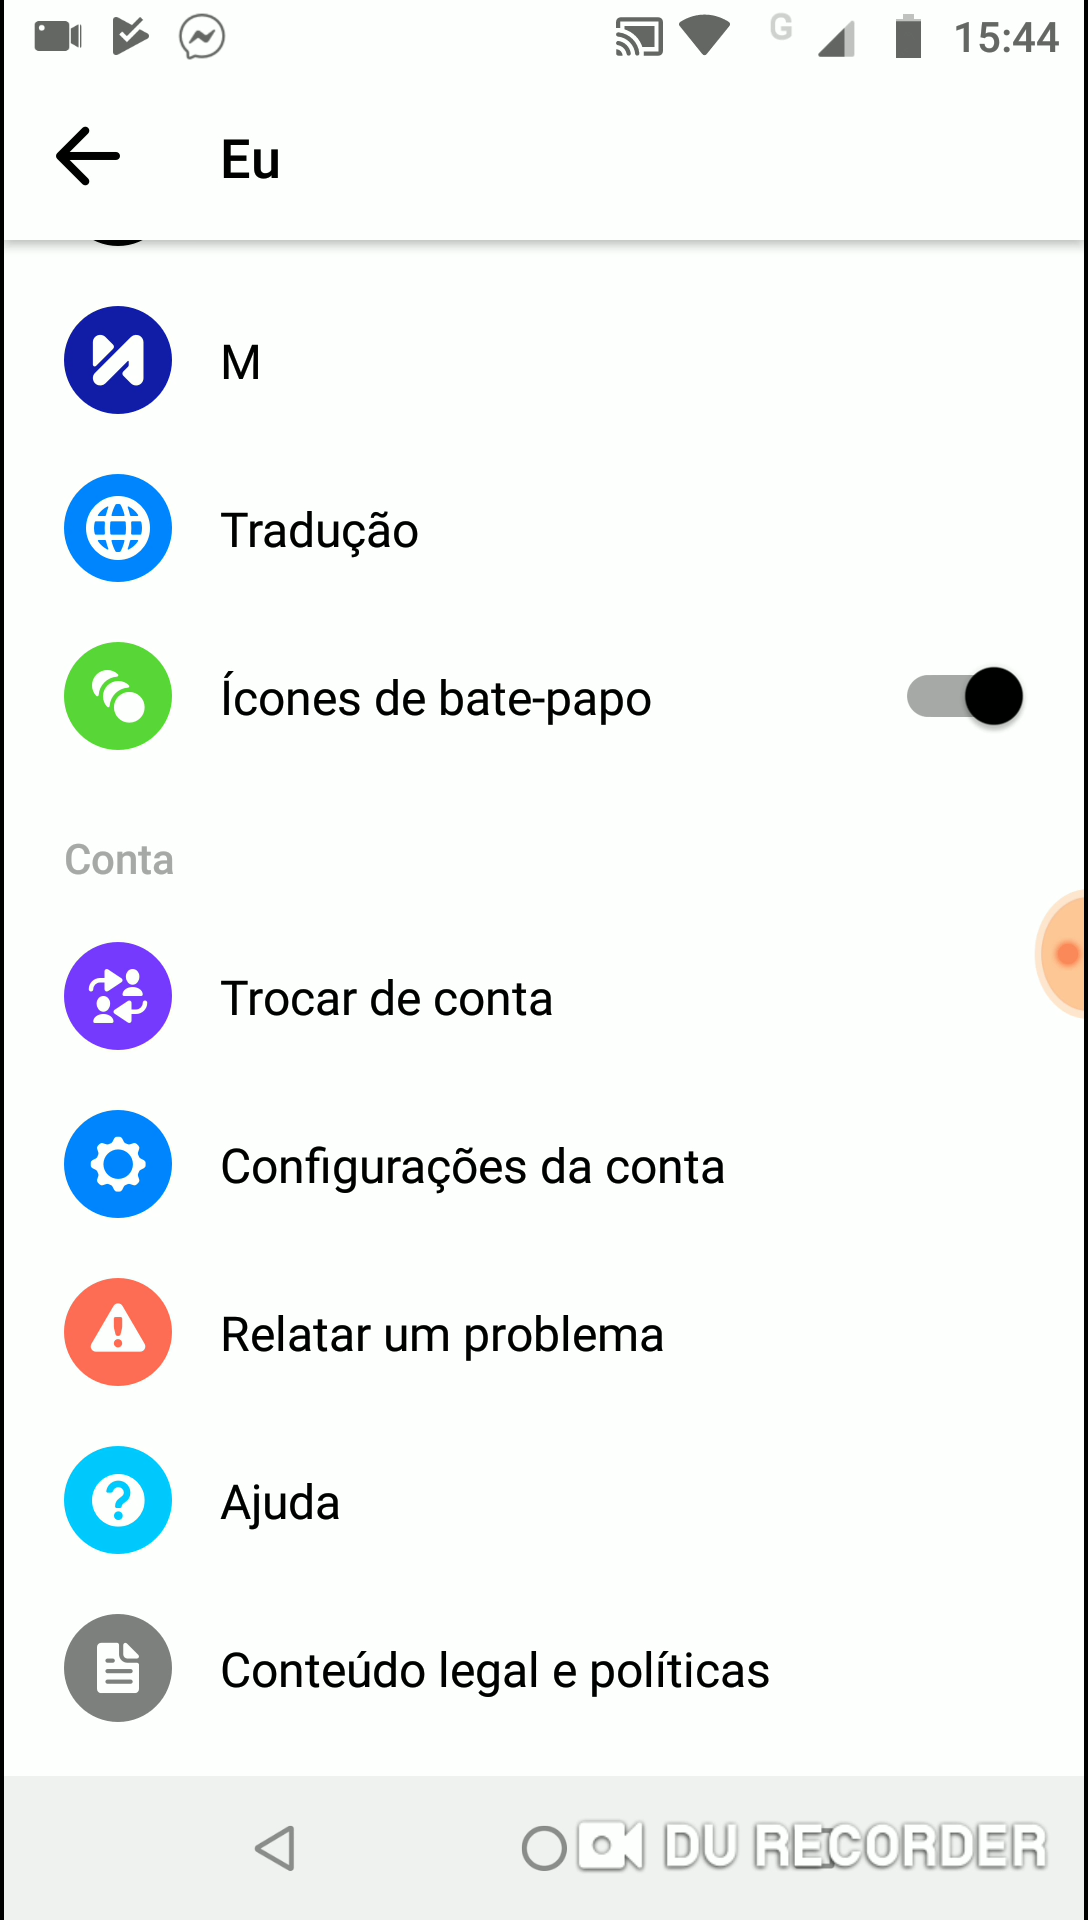 G 15:44
Eu
M
Tradução
Ícones de bate-papo
Conta
Trocar de conta
Configurações da conta
Relatar um problema
Ajuda
Conteúdo legal e políticas
DU RECORDER